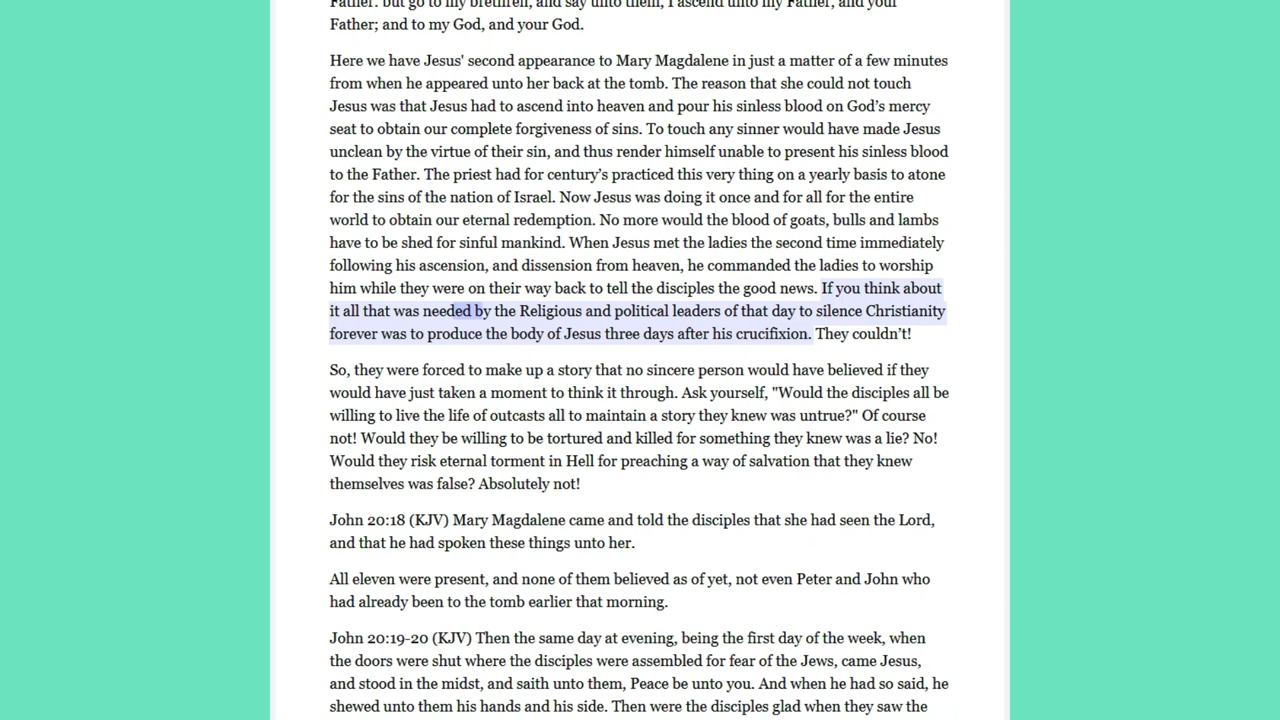 Father: but go to my brethren, and say unto them, I ascend unto my Father, and your
Father; and to my God, and your God.
Here we have Jesus' second appearance to Mary Magdalene in just a matter of a few minutes
from when he appeared unto her back at the tomb. The reason that she could not touch
Jesus was that Jesus had to ascend into heaven and pour his sinless blood on God’s mercy
seat to obtain our complete forgiveness of sins. To touch any sinner would have made Jesus
unclean by the virtue of their sin, and thus render himself unable to present his sinless blood
to the Father. The priest had for century’s practiced this very thing on a yearly basis to atone
for the sins of the nation of Israel. Now Jesus was doing it once and for all for the entire
world to obtain our eternal redemption. No more would the blood of goats, bulls and lambs
have to be shed for sinful mankind. When Jesus met the ladies the second time immediately
following his ascension, and dissension from heaven, he commanded the ladies to worship
him while they were on their way back to tell the disciples the good news. If you think about
it all that was needed by the Religious and political leaders of that day to silence Christianity
forever was to produce the body of Jesus three days after his crucifixion. They couldn’t!
So, they were forced to make up a story that no sincere person would have believed if they
would have just taken a moment to think it through. Ask yourself, "Would the disciples all be
willing to live the life of outcasts all to maintain a story they knew was untrue?" Of course
not! Would they be willing to be tortured and killed for something they knew was a lie? No!
Would they risk eternal torment in Hell for preaching a way of salvation that they knew
themselves was false? Absolutely not!
John 20:18 (KJV) Mary Magdalene came and told the disciples that she had seen the Lord,
and that he had spoken these things unto her.
All eleven were present, and none of them believed as of yet, not even Peter and John who
had already been to the tomb earlier that morning.
John 20:19-20 (KJV) Then the same day at evening, being the first day of the week, when
the doors were shut where the disciples were assembled for fear of the Jews, came Jesus,
and stood in the midst, and saith unto them, Peace be unto you. And when he had so said, he
shewed unto them his hands and his side. Then were the disciples glad when they saw the